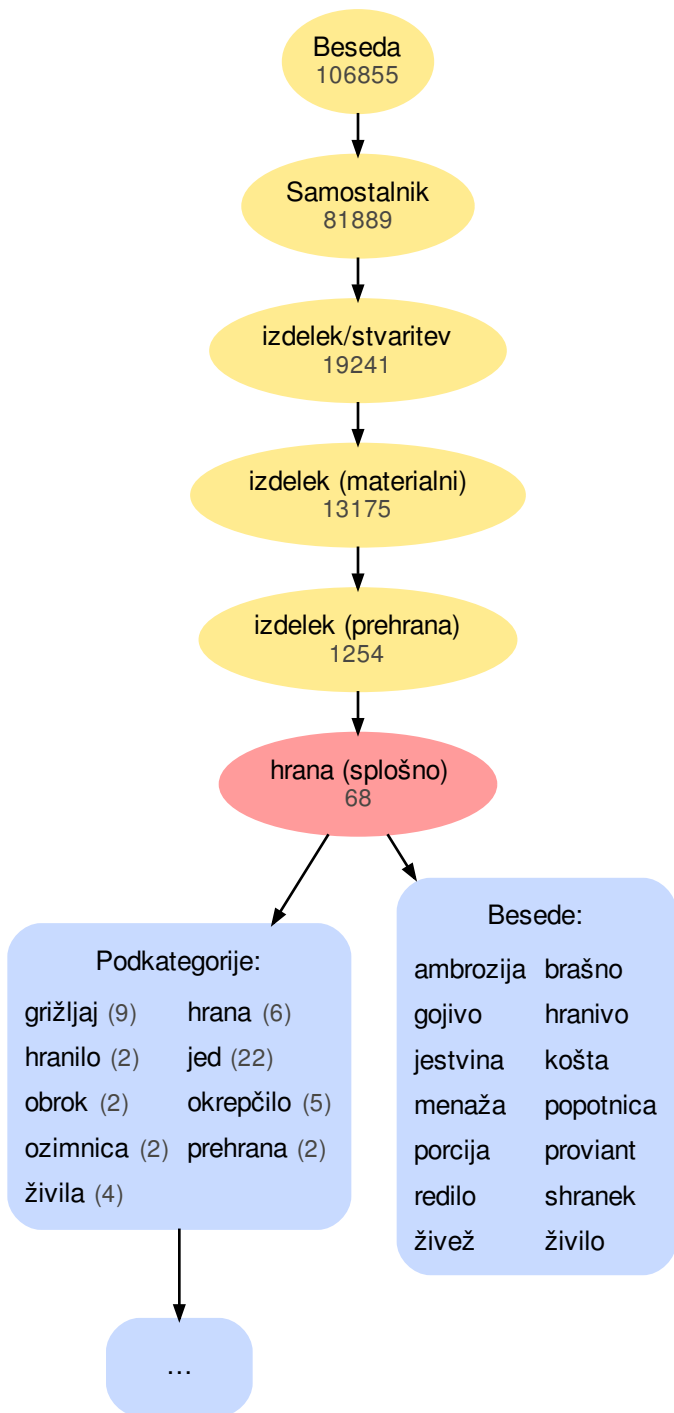 Beseda
106855
Samostalnik
81889
izdelek/stvaritev
19241
izdelek (materialni)
13175
izdelek (prehrana)
1254
hrana (splošno)
68
Podkategorije:
grižljaj (9) hrana (6)
hranilo (2) jed (22)
obrok (2) okrepčilo (5)
ozimnica (2) prehrana (2)
živila (4)
Besede:
ambrozija brašno
gojivo hranivo
jestvina košta
menaža popotnica
porcija proviant
redilo shranek
živež živilo
…